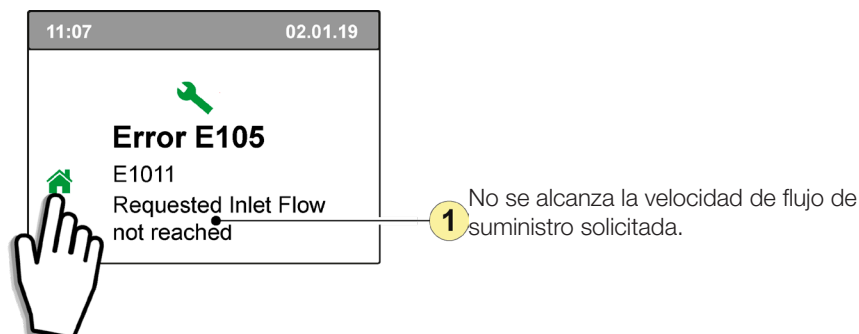 11:07 02.01.19
Error E105
E1011
Requested Inlet Flow
not reached
1
No se alcanza la velocidad de flujo de
suministro solicitada.